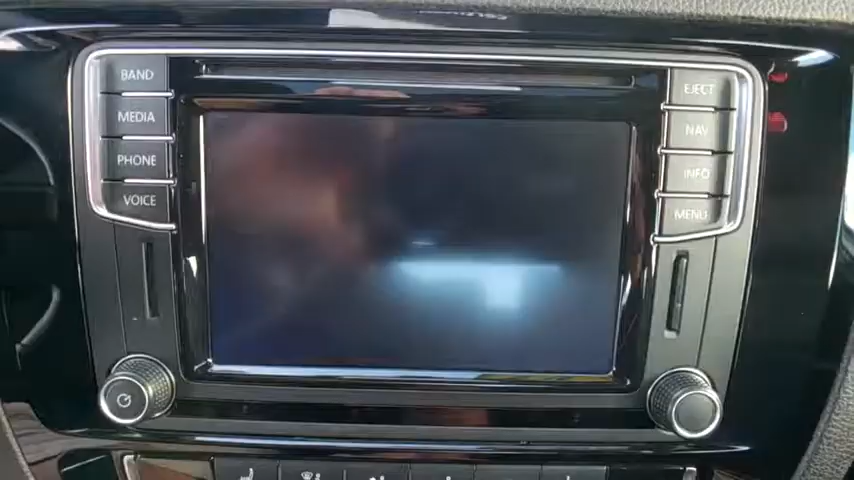 BAND
MEDIA
PHONE
VOICE
EJECT
NAV
INFO
MENU